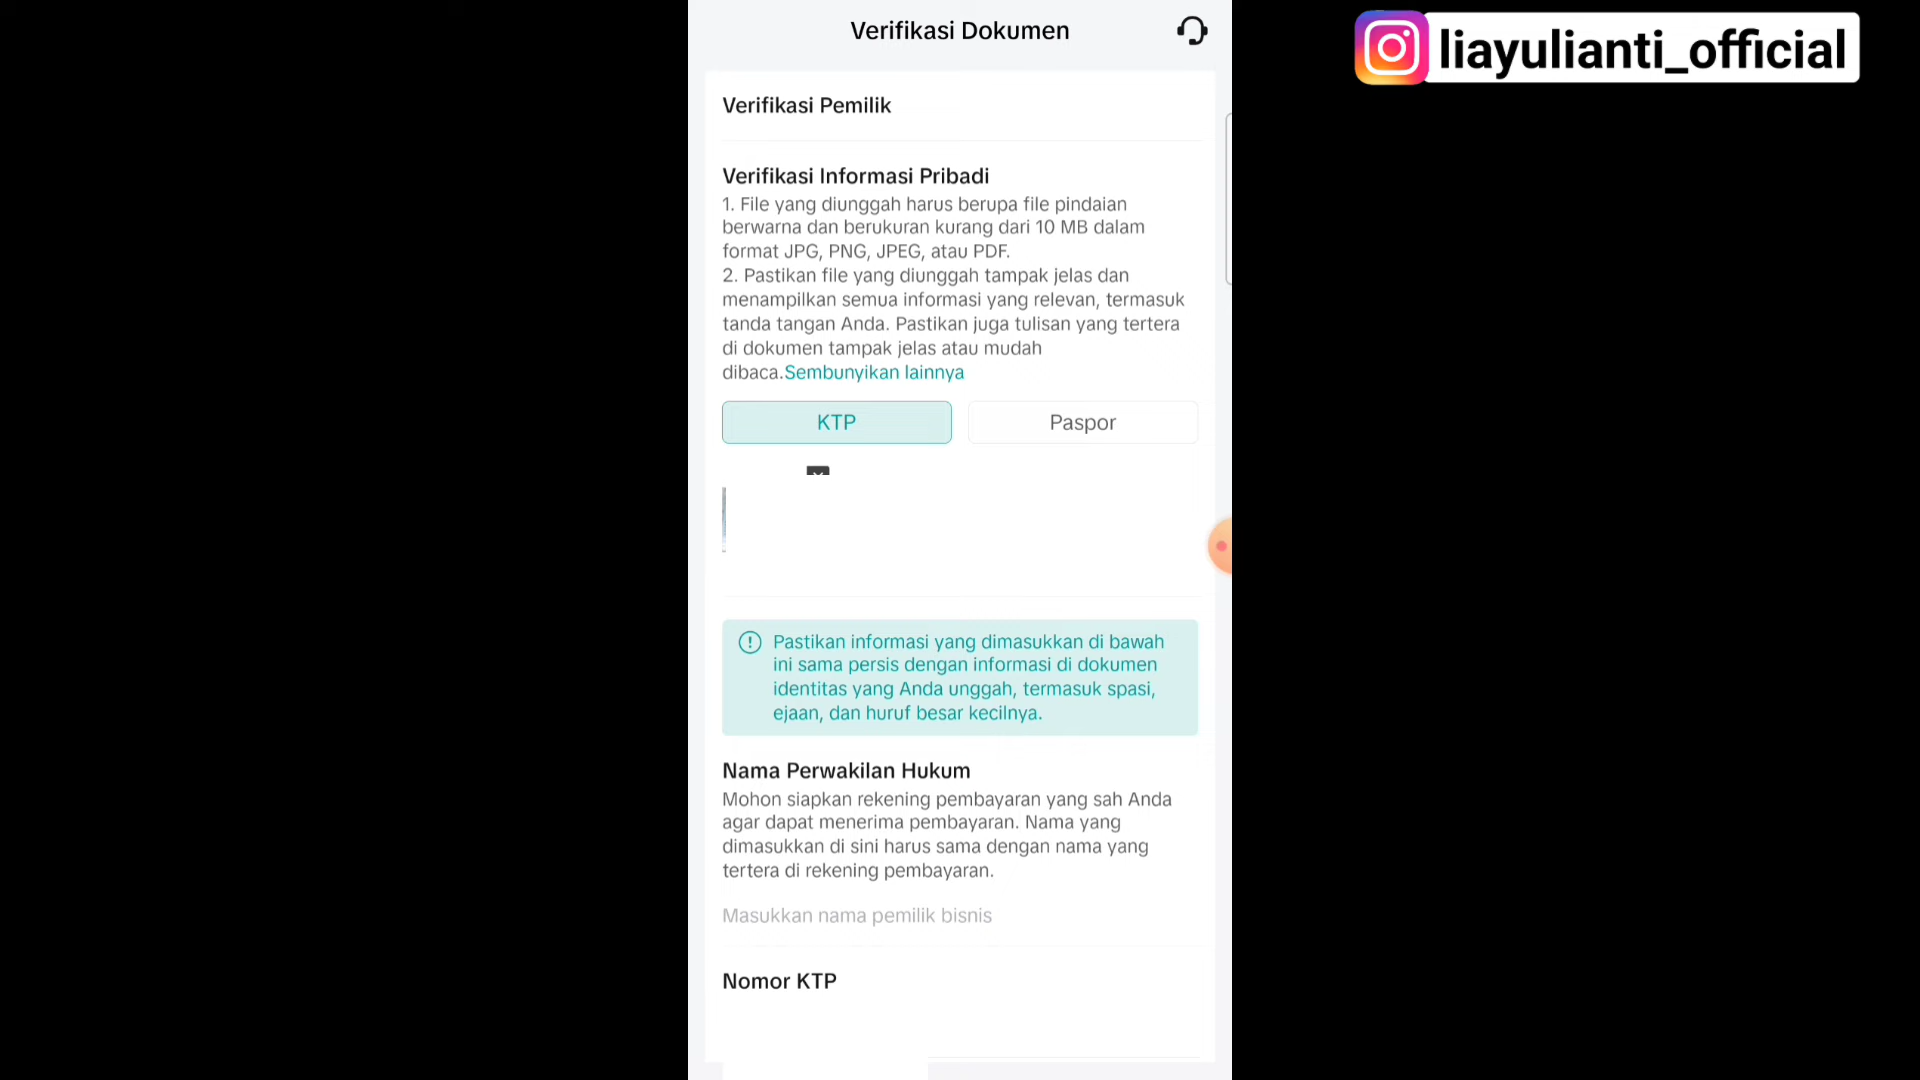 Verifikasi Dokumen
liayulianti_official
Verifikasi Pemilik
Verifikasi Informasi Pribadi
1. File yang diunggah harus berupa file pindaian
berwarna dan berukuran kurang dari 10 MB dalam
format JPG, PNG, JPEG, atau PDF.
2. Pastikan file yang diunggah tampak jelas dan
menampilkan semua informasi yang relevan, termasuk
tanda tangan Anda. Pastikan juga tulisan yang tertera
di dokumen tampak jelas atau mudah
dibaca.Sembunyikan lainnya
KTP
Paspor
Pastikan informasi yang dimasukkan di bawah
ini sama persis dengan informasi di dokumen
identitas yang Anda unggah, termasuk spasi,
ejaan, dan huruf besar kecilnya.
Nama Perwakilan Hukum
Mohon siapkan rekening pembayaran yang sah Anda
agar dapat menerima pembayaran. Nama yang
dimasukkan di sini harus sama dengan nama yang
tertera di rekening pembayaran.
Masukkan nama pemilik bisnis
Nomor KTP